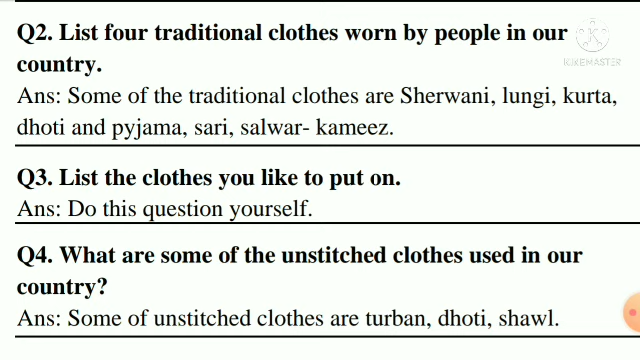 Q2. List four traditional clothes worn by people in our
country.
Ans: Some of the traditional clothes are Sherwani, lungi, kurta,
dhoti and pyjama, sari, salwar- kameez.
Q3. List the clothes you like to put on.
Ans: Do this question yourself.
Q4. What are some of the unstitched clothes used in our
country?
Ans: Some of unstitched clothes are turban, dhoti, shawl.
K
KINEMASTER